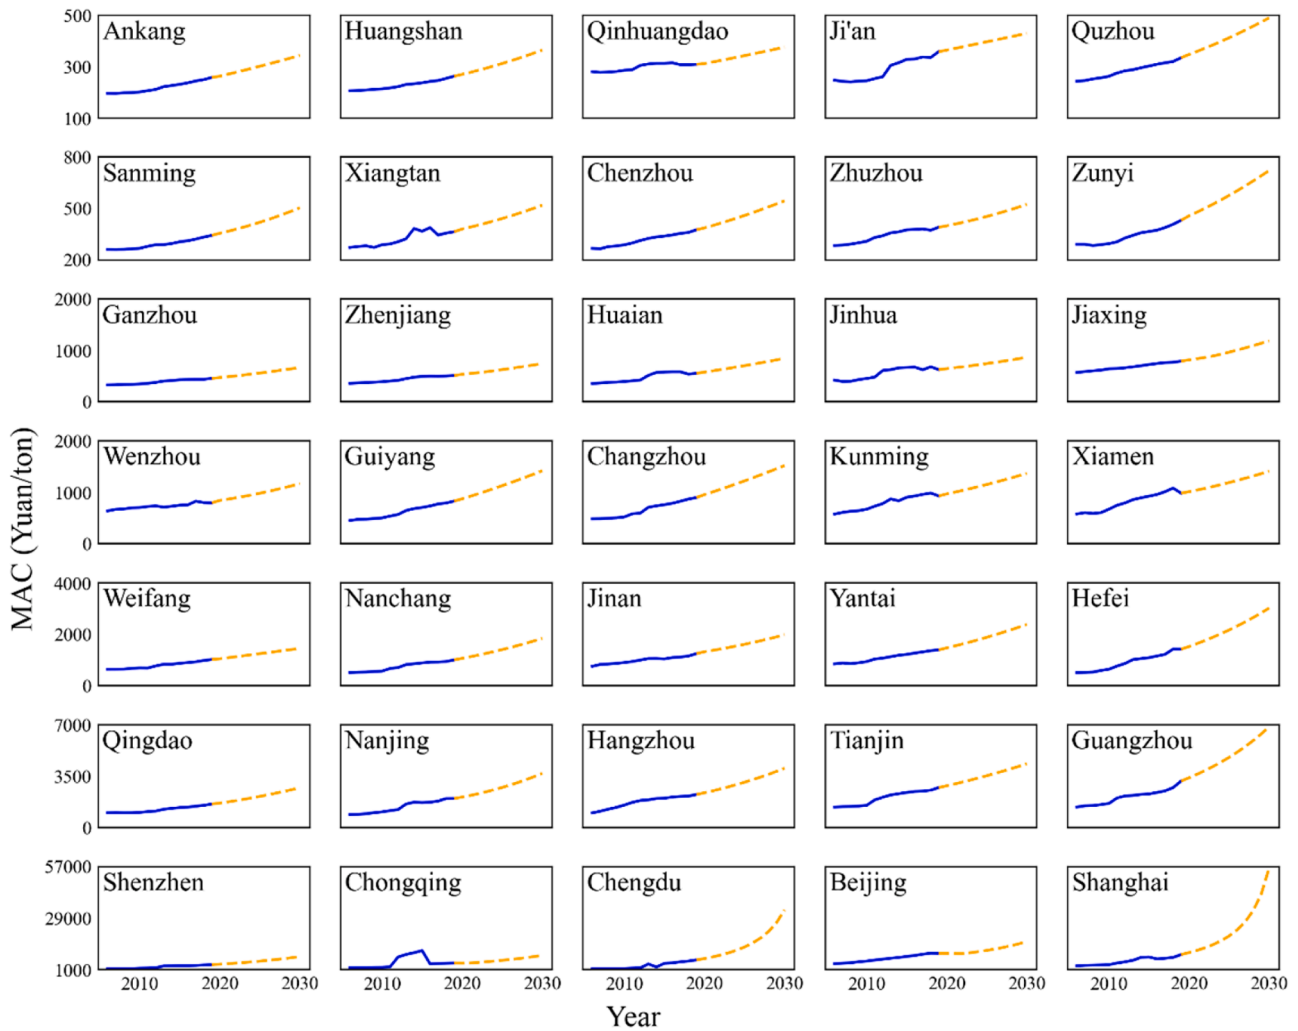 500
300
100
Ankang
Huangshan
Qinhuangdao
Ji'an
Quzhou
800
500
200
Sanming
Xiangtan
Chenzhou
Zhuzhou
Zunyi
2000
1000
0
Ganzhou
Zhenjiang
Huaian
Jinhua
Jiaxing
MAC (Yuan/ton)
2000
1000
0
Wenzhou
Guiyang
Changzhou
Kunming
Xiamen
4000
2000
0
Weifang
Nanchang
Jinan
Yantai
Hefei
7000
3500
0
Qingdao
Nanjing
Hangzhou
Tianjin
Guangzhou
57000
29000
1000
Shenzhen
Chongqing
Chengdu
Beijing
Shanghai
2010 2020 2030 2010 2020 2030 2010 2020 2030 2010 2020 2030 2010 2020 2030
Year